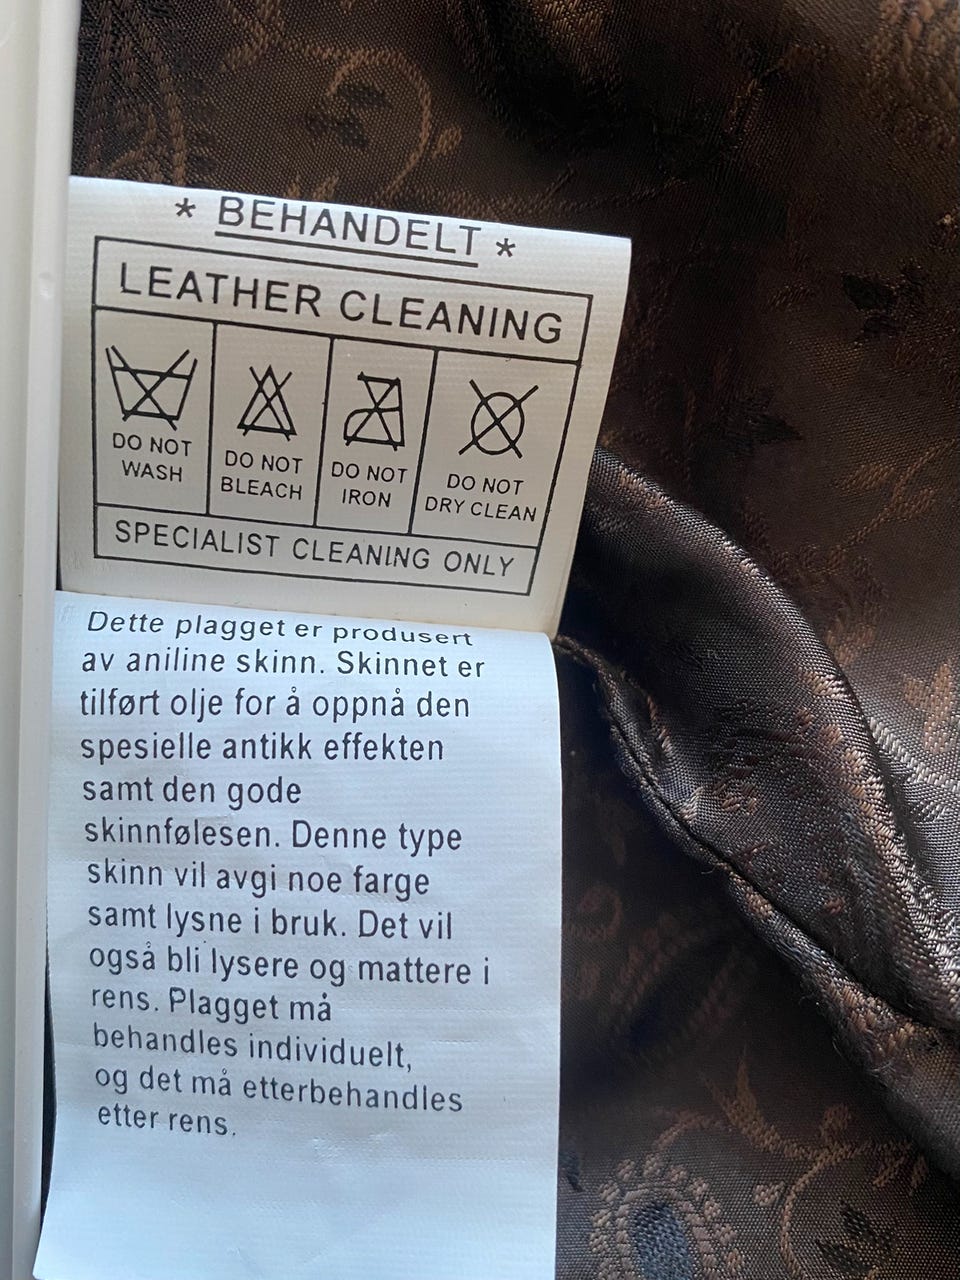 * BEHANDELT *
LEATHER CLEANING
DO NOT WASH
DO NOT BLEACH
DO NOT IRON
DO NOT DRY CLEAN
SPECIALIST CLEANING ONLY
Dette plagget er produsert
av aniline skinn. Skinnet er
tilført olje for å oppnå den
spesielle antikk effekten
samt den gode
skinnfølesen. Denne type
skinn vil avgi noe farge
samt lysne i bruk. Det vil
også bli lysere og mattere i
rens. Plagget må
behandles individuelt,
og det må etterbehandles
etter rens.